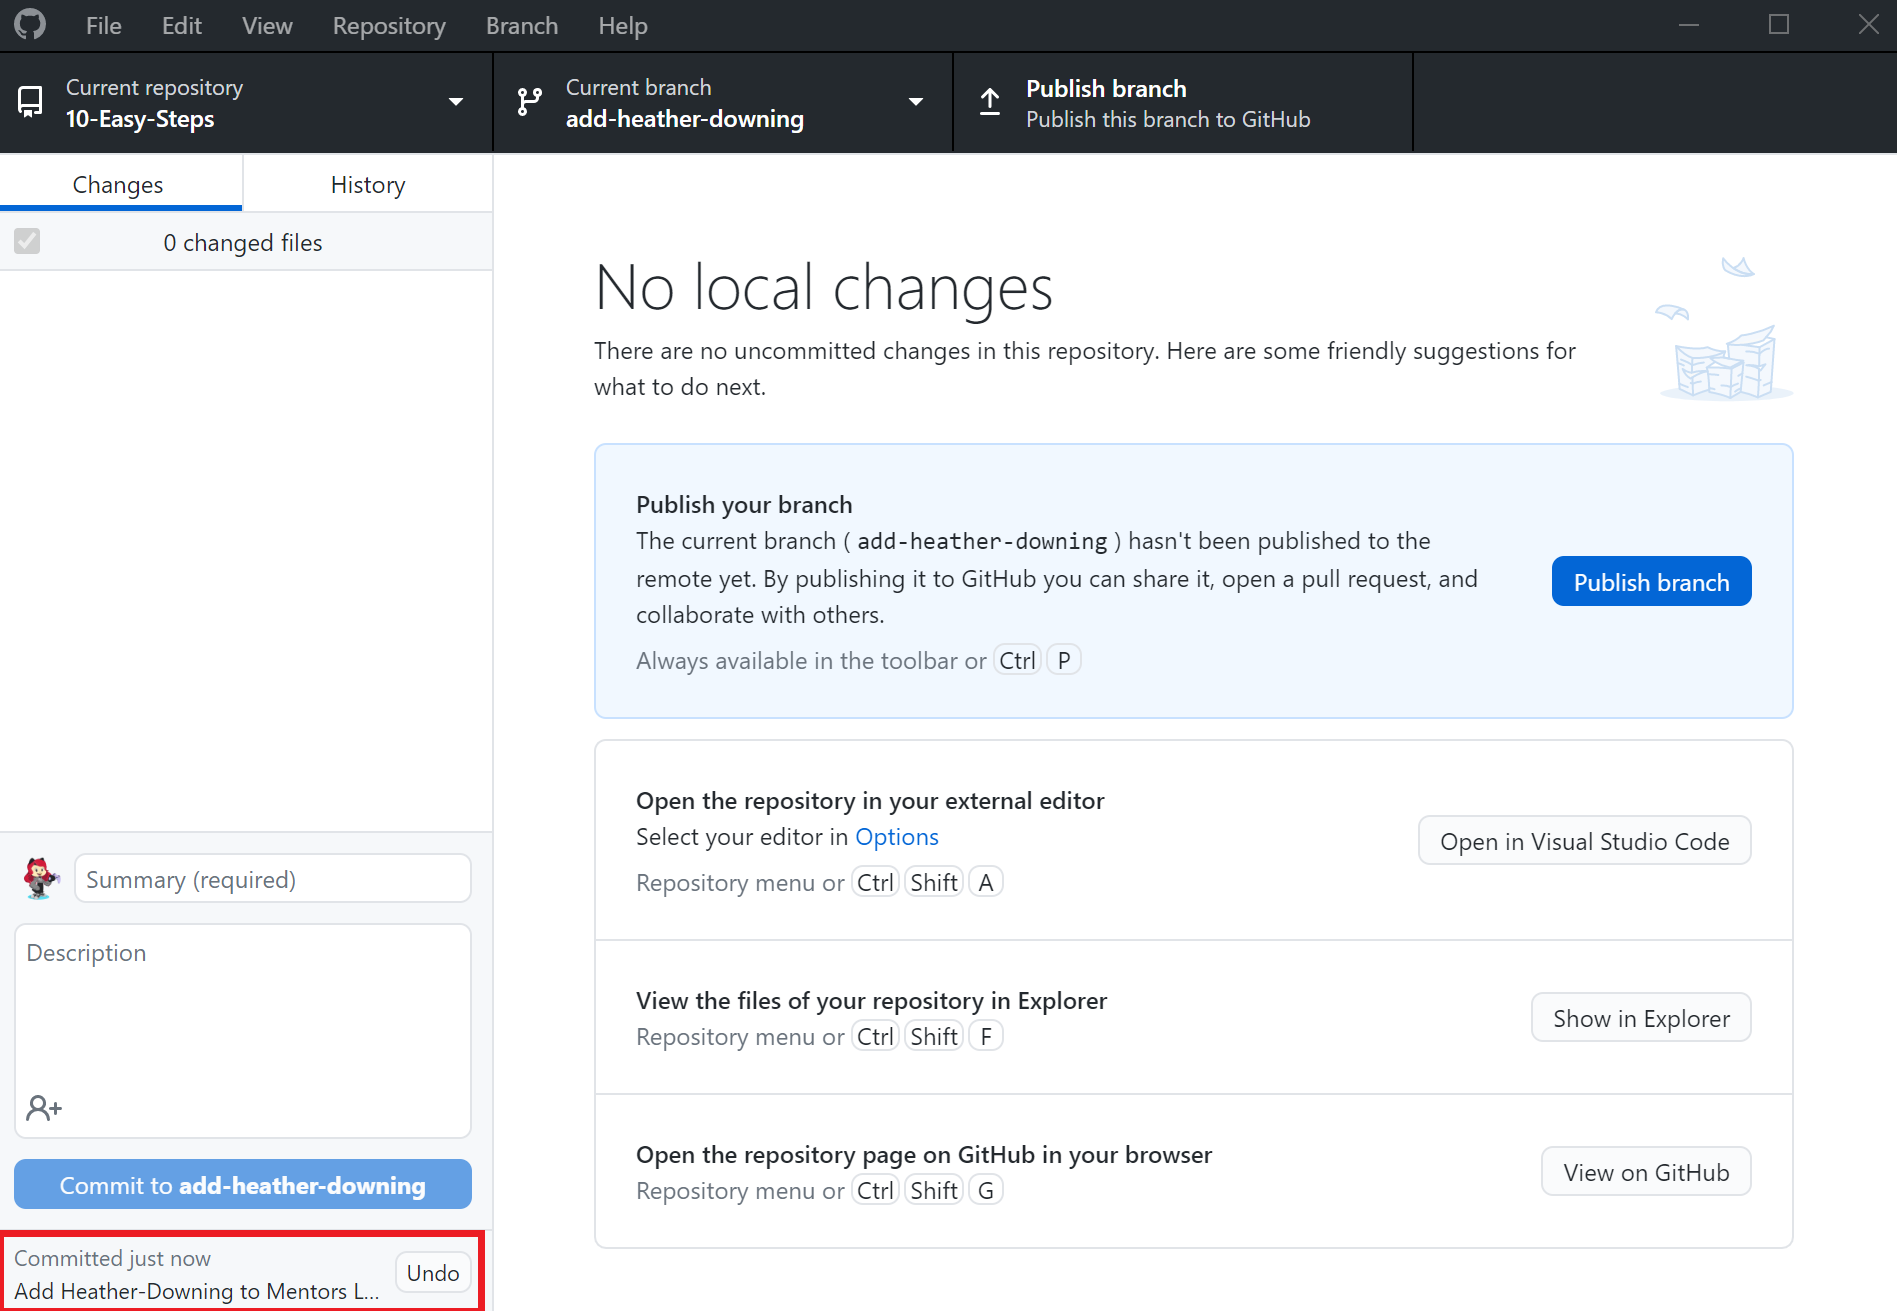 File Edit View Repository Branch Help
Current repository
10-Easy-Steps
Current branch
add-heather-downing
Publish branch
Publish this branch to GitHub
Changes
History
0 changed files
No local changes
There are no uncommitted changes in this repository. Here are some friendly suggestions for
what to do next.
Publish your branch
The current branch ( add-heather-downing ) hasn't been published to the
remote yet. By publishing it to GitHub you can share it, open a pull request, and
collaborate with others.
Always available in the toolbar or Ctrl P
Publish branch
Open the repository in your external editor
Select your editor in Options
Repository menu or Ctrl Shift A
Open in Visual Studio Code
View the files of your repository in Explorer
Repository menu or Ctrl Shift F
Show in Explorer
Open the repository page on GitHub in your browser
Repository menu or Ctrl Shift G
View on GitHub
Summary (required)
Description
Commit to add-heather-downing
Committed just now
Add Heather-Downing to Mentors L...
Undo